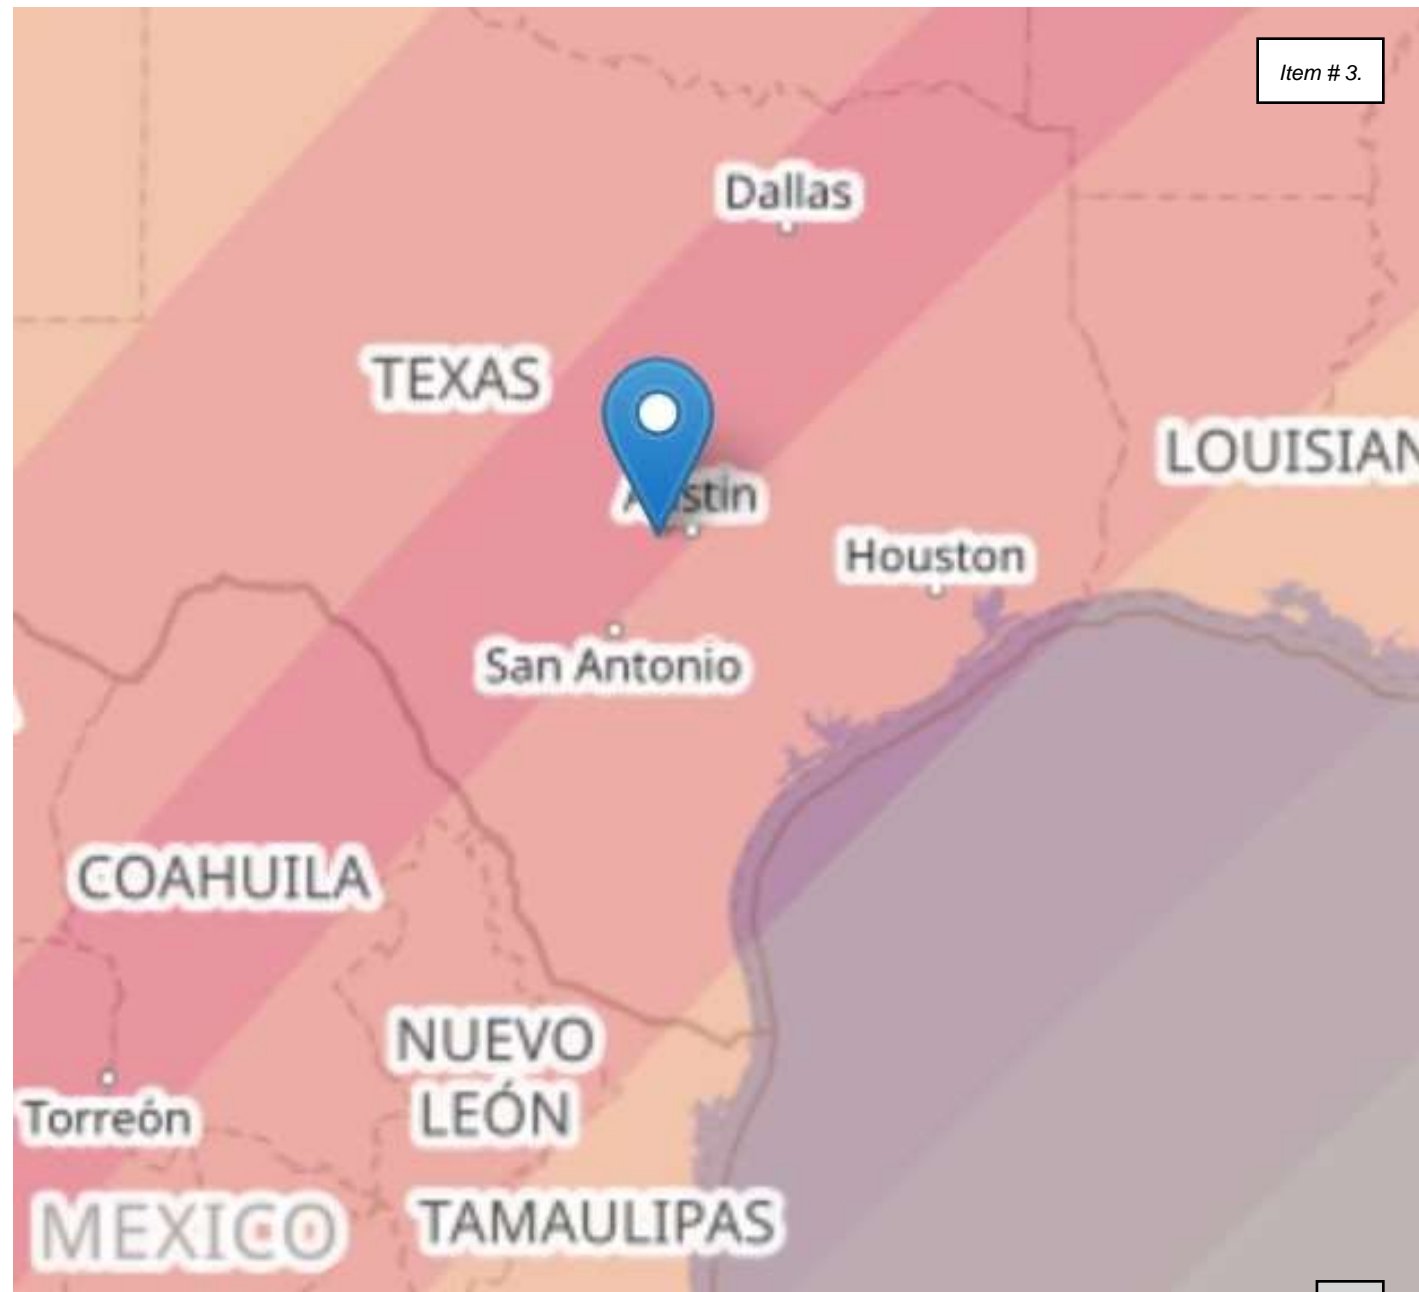 Item # 3.
Dallas
TEXAS
LOUISIAN
stin
Houston
San Antonio
COAHUILA
NUEVO
LEÓN
Torreón
MEXICO
TAMAULIPAS